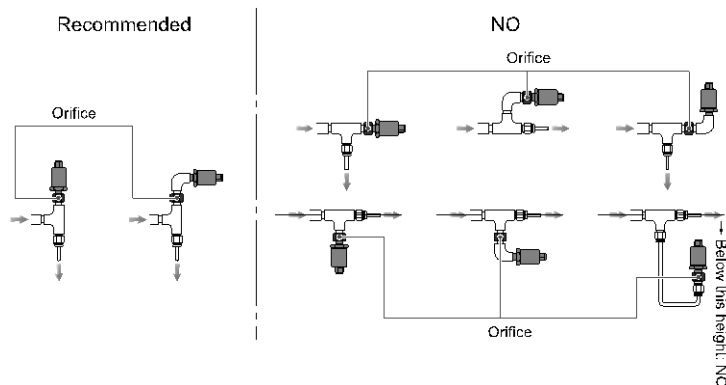 Recommended
NO
Orifice
Orifice
Orifice
Below this height: NO